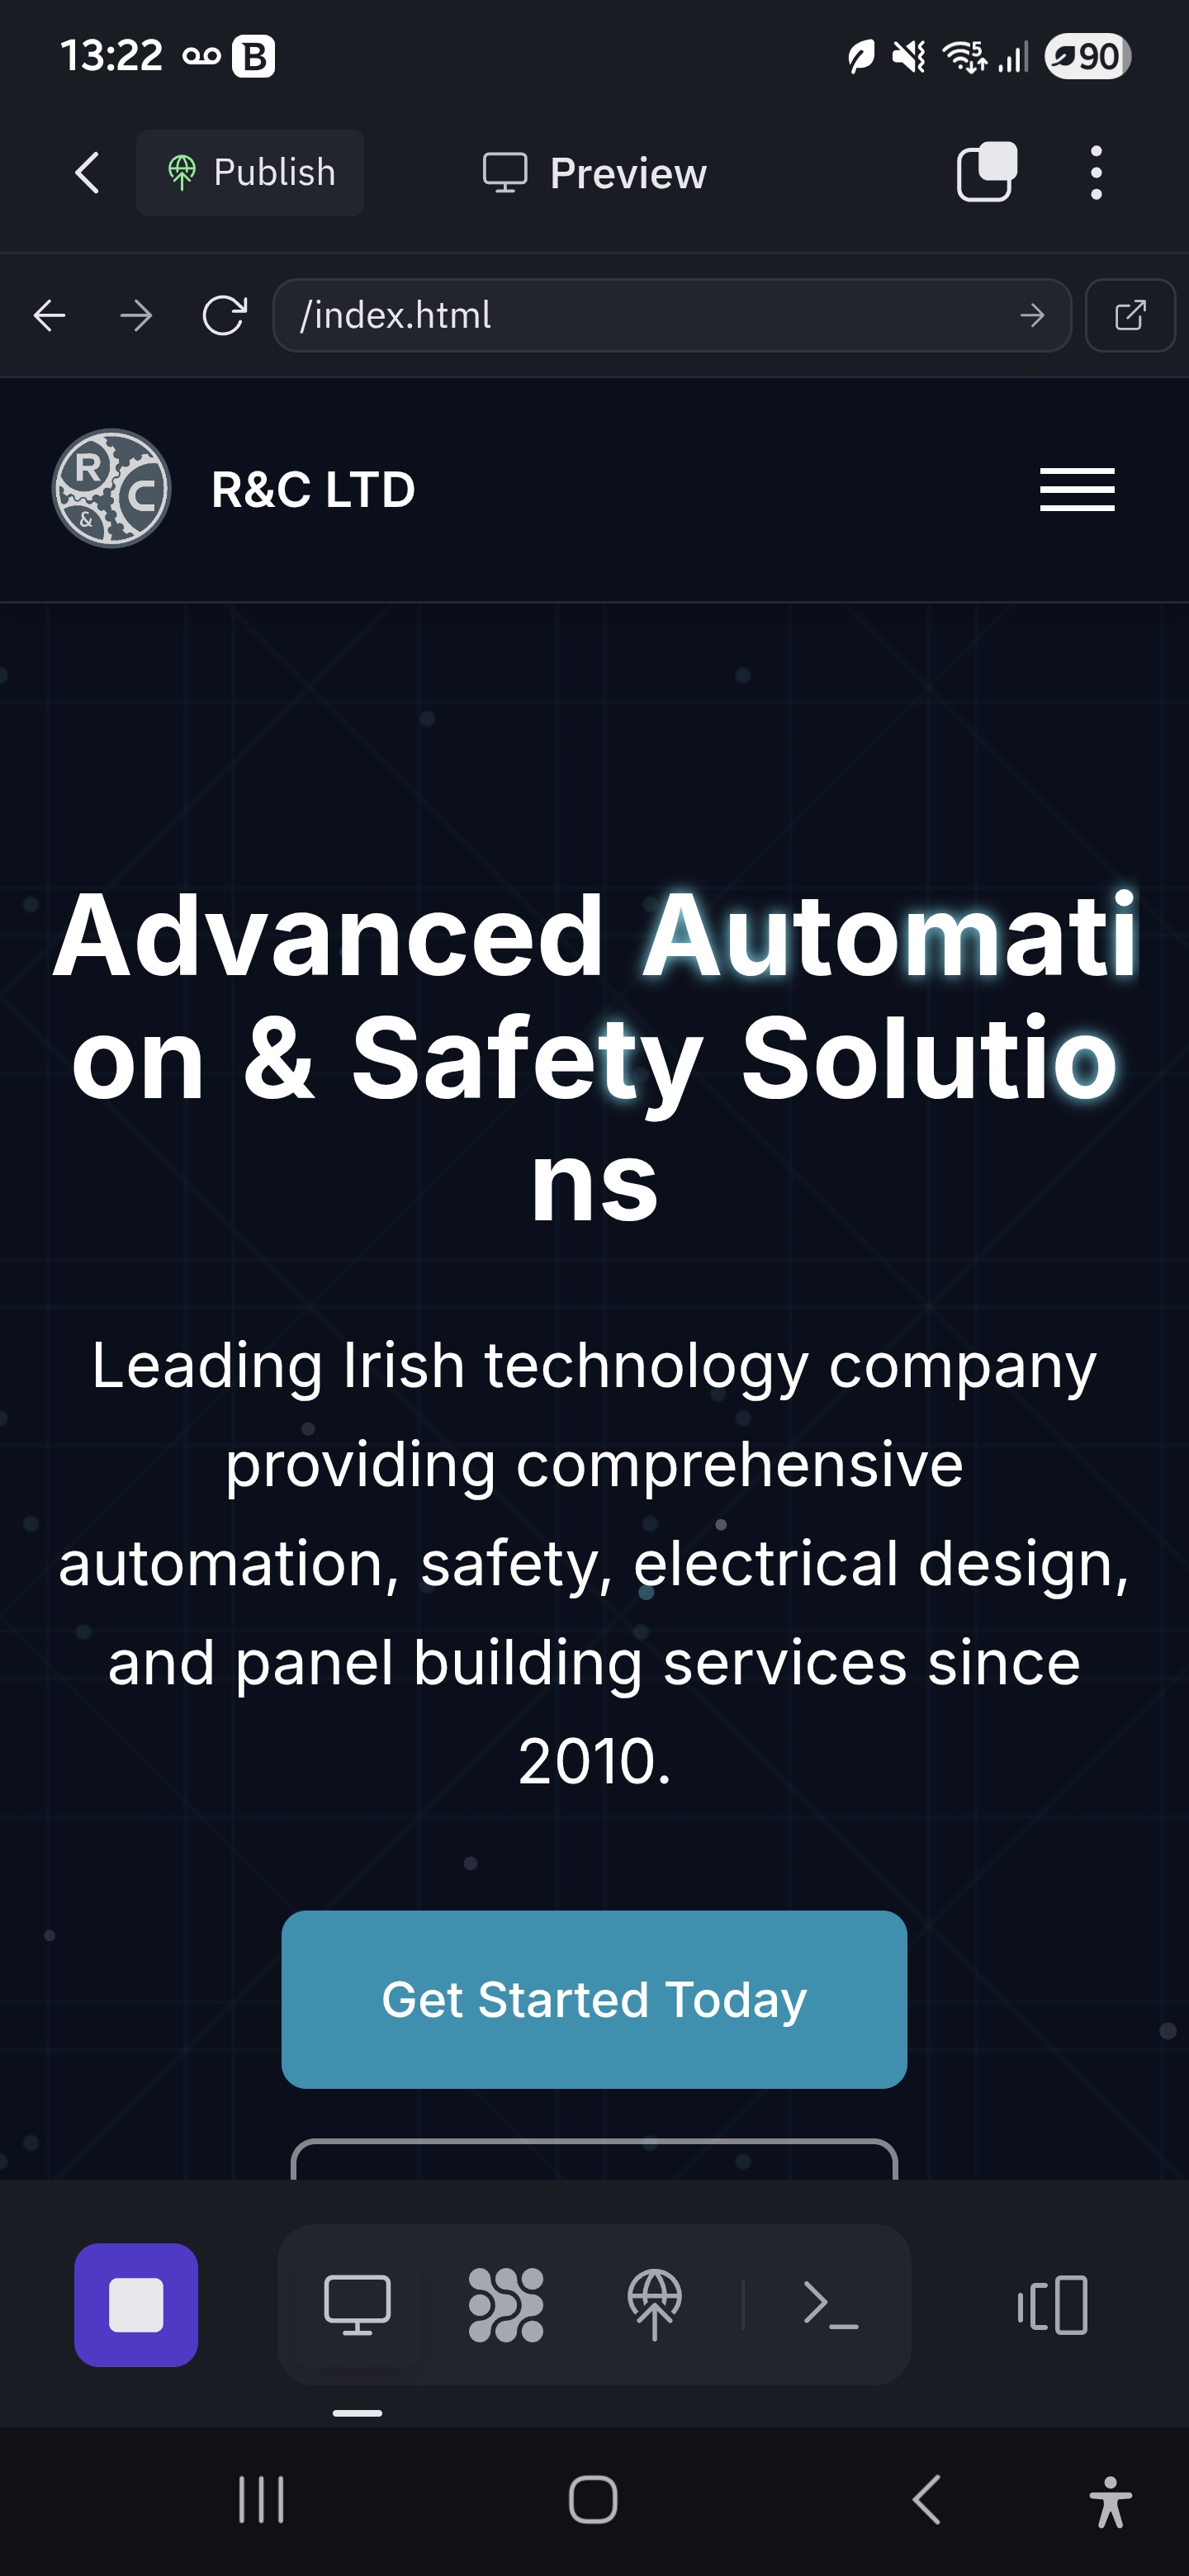 13:22 B 5 90
Publish Preview
/index.html
R & C R&C LTD
Advanced Automati
on & Safety Solutio
ns
Leading Irish technology company
providing comprehensive
automation, safety, electrical design,
and panel building services since
2010.
Get Started Today